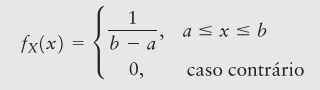 f_X(x) = { 1/(b − a), a ≤ x ≤ b
0, caso contrário